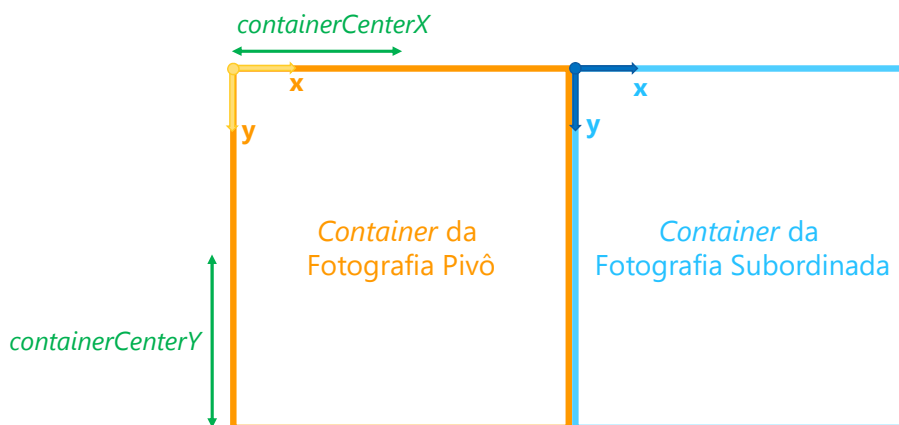 containerCenterX
x
x
y
y
Container da
Fotografia Pivô
Container da
Fotografia Subordinada
containerCenterY